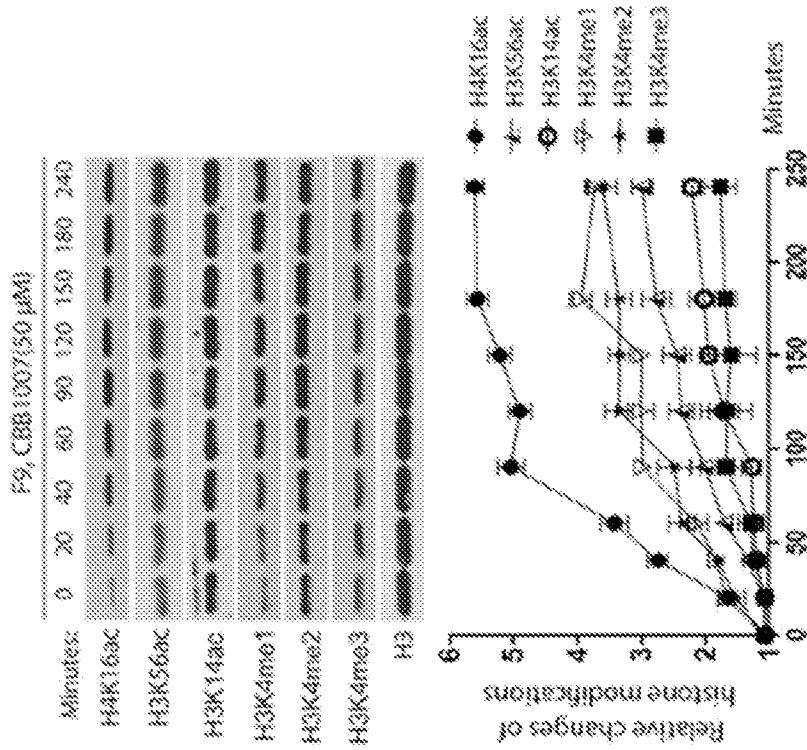 F9, CBB1007(50 µM)
Minutes: 0 20 40 60 90 120 150 180 240
H4K16ac
H3K56ac
H3K14ac
H3K4me1
H3K4me2
H3K4me3
H3
Relative changes of
histone modifications
6
5
4
3
2
1
0 50 100 150 200 250
Minutes
H4K16ac
H3K56ac
H3K14ac
H3K4me1
H3K4me2
H3K4me3